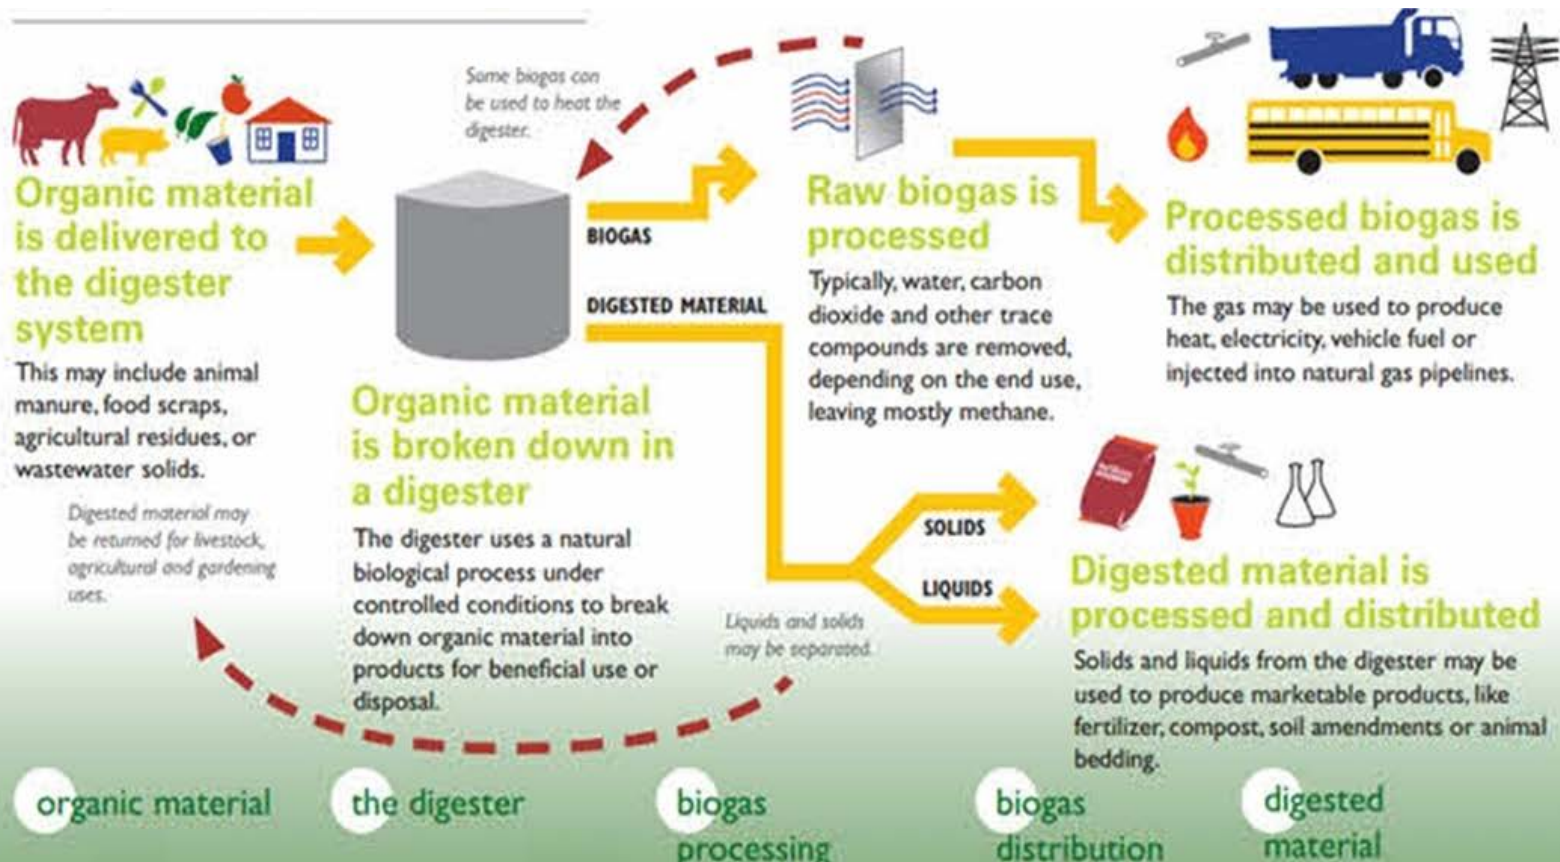 Organic material
is delivered to
the digester
system
This may include animal
manure, food scraps,
agricultural residues, or
wastewater solids.
Digested material may
be returned for livestock,
agricultural and gardening
uses.
Some biogas can
be used to heat the
digester.
BIOGAS
DIGESTED MATERIAL
Organic material
is broken down in
a digester
The digester uses a natural
biological process under
controlled conditions to break
down organic material into
products for beneficial use or
disposal.
Raw biogas is
processed
Typically, water, carbon
dioxide and other trace
compounds are removed,
depending on the end use,
leaving mostly methane.
Processed biogas is
distributed and used
The gas may be used to produce
heat, electricity, vehicle fuel or
injected into natural gas pipelines.
SOLIDS
LIQUIDS
Liquids and solids
may be separated.
Digested material is
processed and distributed
Solids and liquids from the digester may be
used to produce marketable products, like
fertilizer, compost, soil amendments or animal
bedding.
organic material
the digester
biogas
processing
biogas
distribution
digested
material